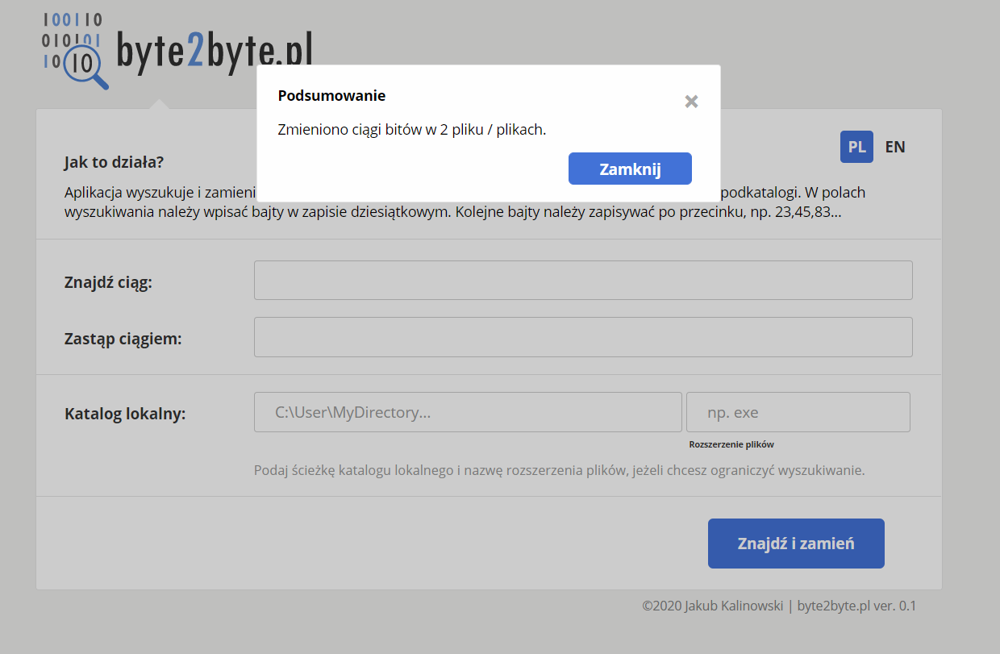 100110
010101
10
10
byte2byte.pl
Podsumowanie
Zmieniono ciągi bitów w 2 pliku / plikach.
Zamknij
PL EN
Jak to działa?
Aplikacja wyszukuje i zamieni podkatalogi. W polach
wyszukiwania należy wpisać bajty w zapisie dziesiątkowym. Kolejne bajty należy zapisywać po przecinku, np. 23,45,83...
Znajdź ciąg:
Zastąp ciągiem:
Katalog lokalny:
C:\User\MyDirectory...
np. exe
Rozszerzenie plików
Podaj ścieżkę katalogu lokalnego i nazwę rozszerzenia plików, jeżeli chcesz ograniczyć wyszukiwanie.
Znajdź i zamień
©2020 Jakub Kalinowski | byte2byte.pl ver. 0.1